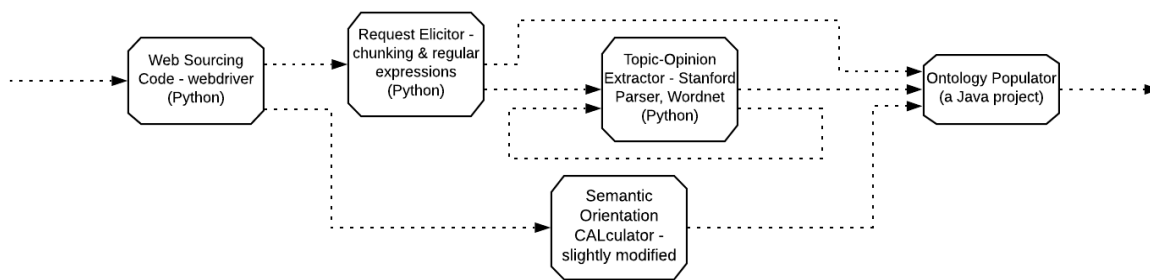 Web Sourcing
Code - webdriver
(Python)
Request Elicitor -
chunking & regular
expressions
(Python)
Topic-Opinion
Extractor - Stanford
Parser, Wordnet
(Python)
Semantic
Orientation
CALculator -
slightly modified
Ontology Populator
(a Java project)